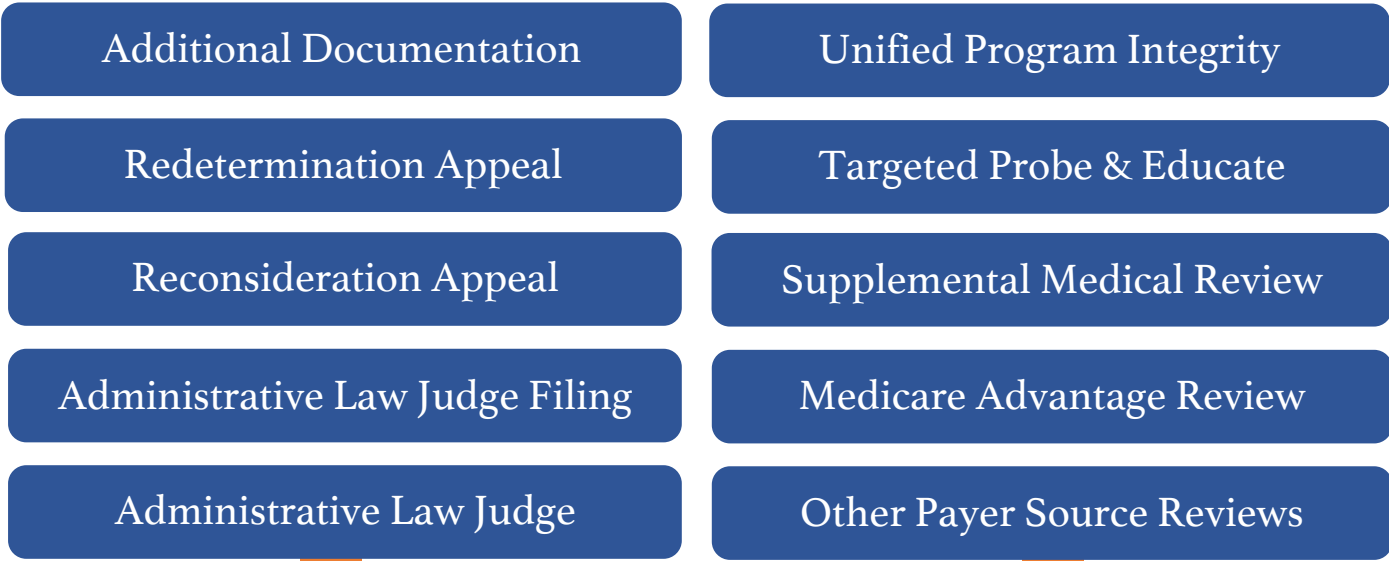 Additional Documentation
Redetermination Appeal
Reconsideration Appeal
Administrative Law Judge Filing
Administrative Law Judge
Unified Program Integrity
Targeted Probe & Educate
Supplemental Medical Review
Medicare Advantage Review
Other Payer Source Reviews